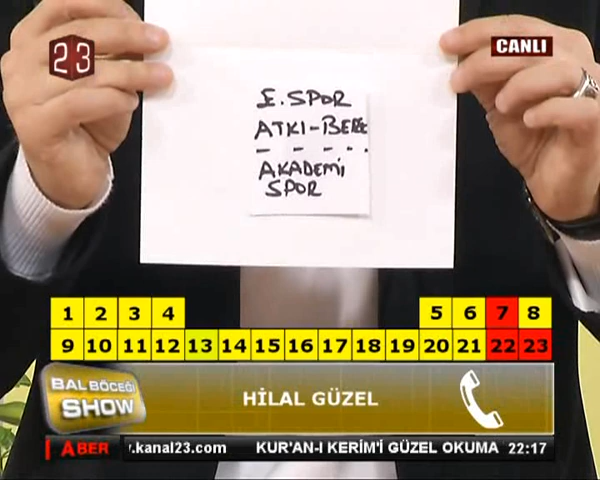 23
CANLI
E.SPOR
ATKI-BERE
- - - .
AKADEMİ
SPOR
1 2 3 4 5 6 7 8
9 10 11 12 13 14 15 16 17 18 19 20 21 22 23
BAL BÖCEĞİ
SHOW
HİLAL GÜZEL
ABER .kanal23.com KUR'AN-I KERİM'İ GÜZEL OKUMA 22:17